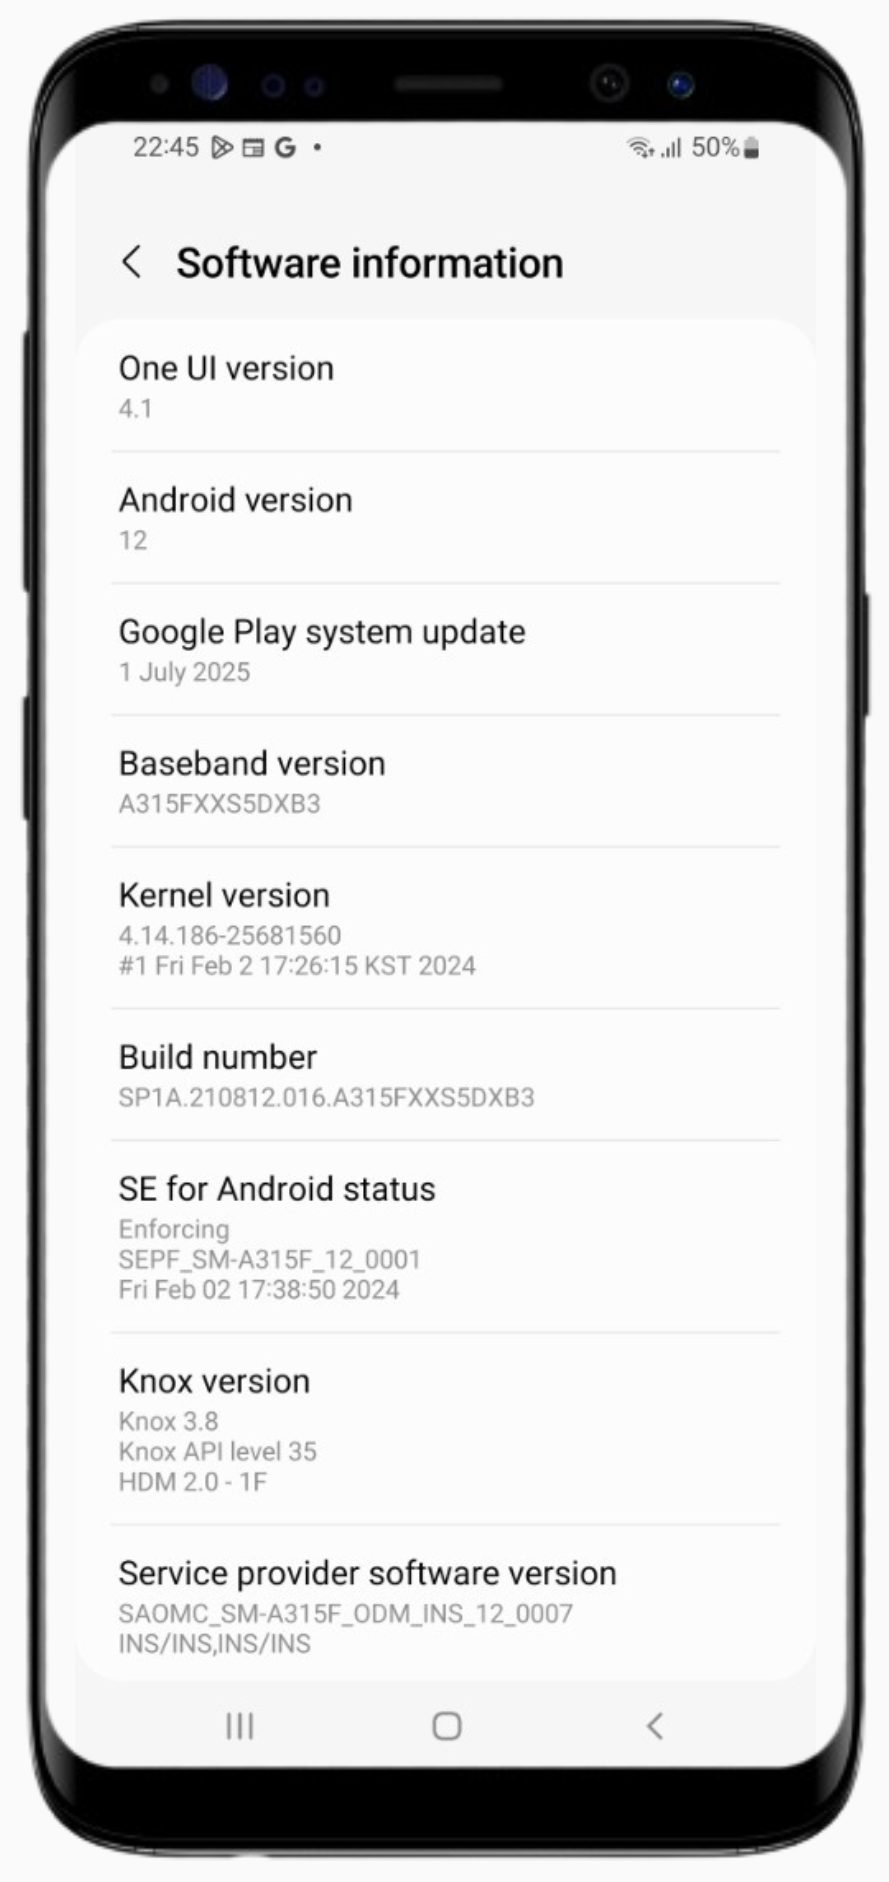 22:45 G 50%
Software information
One UI version
4.1
Android version
12
Google Play system update
1 July 2025
Baseband version
A315FXXS5DXB3
Kernel version
4.14.186-25681560
#1 Fri Feb 2 17:26:15 KST 2024
Build number
SP1A.210812.016.A315FXXS5DXB3
SE for Android status
Enforcing
SEPF_SM-A315F_12_0001
Fri Feb 02 17:38:50 2024
Knox version
Knox 3.8
Knox API level 35
HDM 2.0 - 1F
Service provider software version
SAOMC_SM-A315F_ODM_INS_12_0007
INS/INS,INS/INS